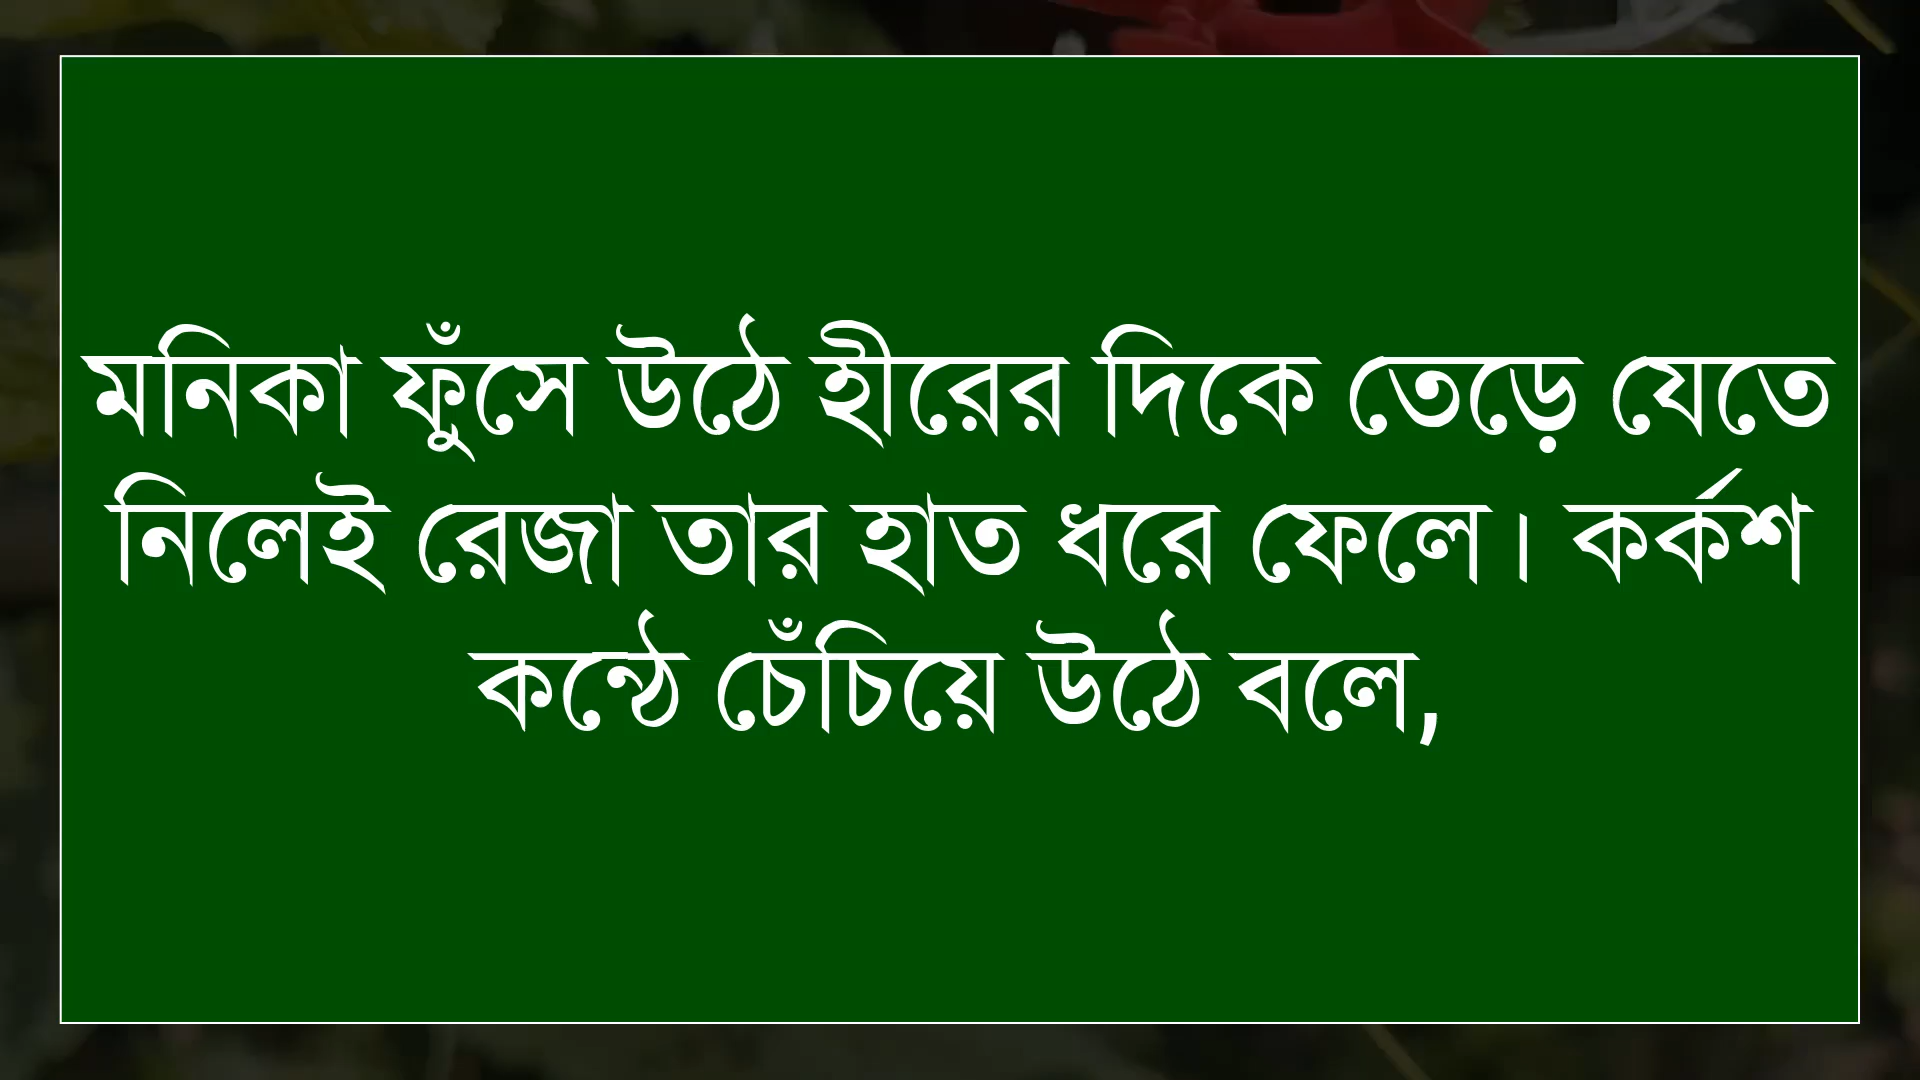 মনিকা ফুঁসে উঠে হীরের দিকে তেড়ে যেতে
নিলেই রেজা তার হাত ধরে ফেলে। কর্কশ
কন্ঠে চেঁচিয়ে উঠে বলে,